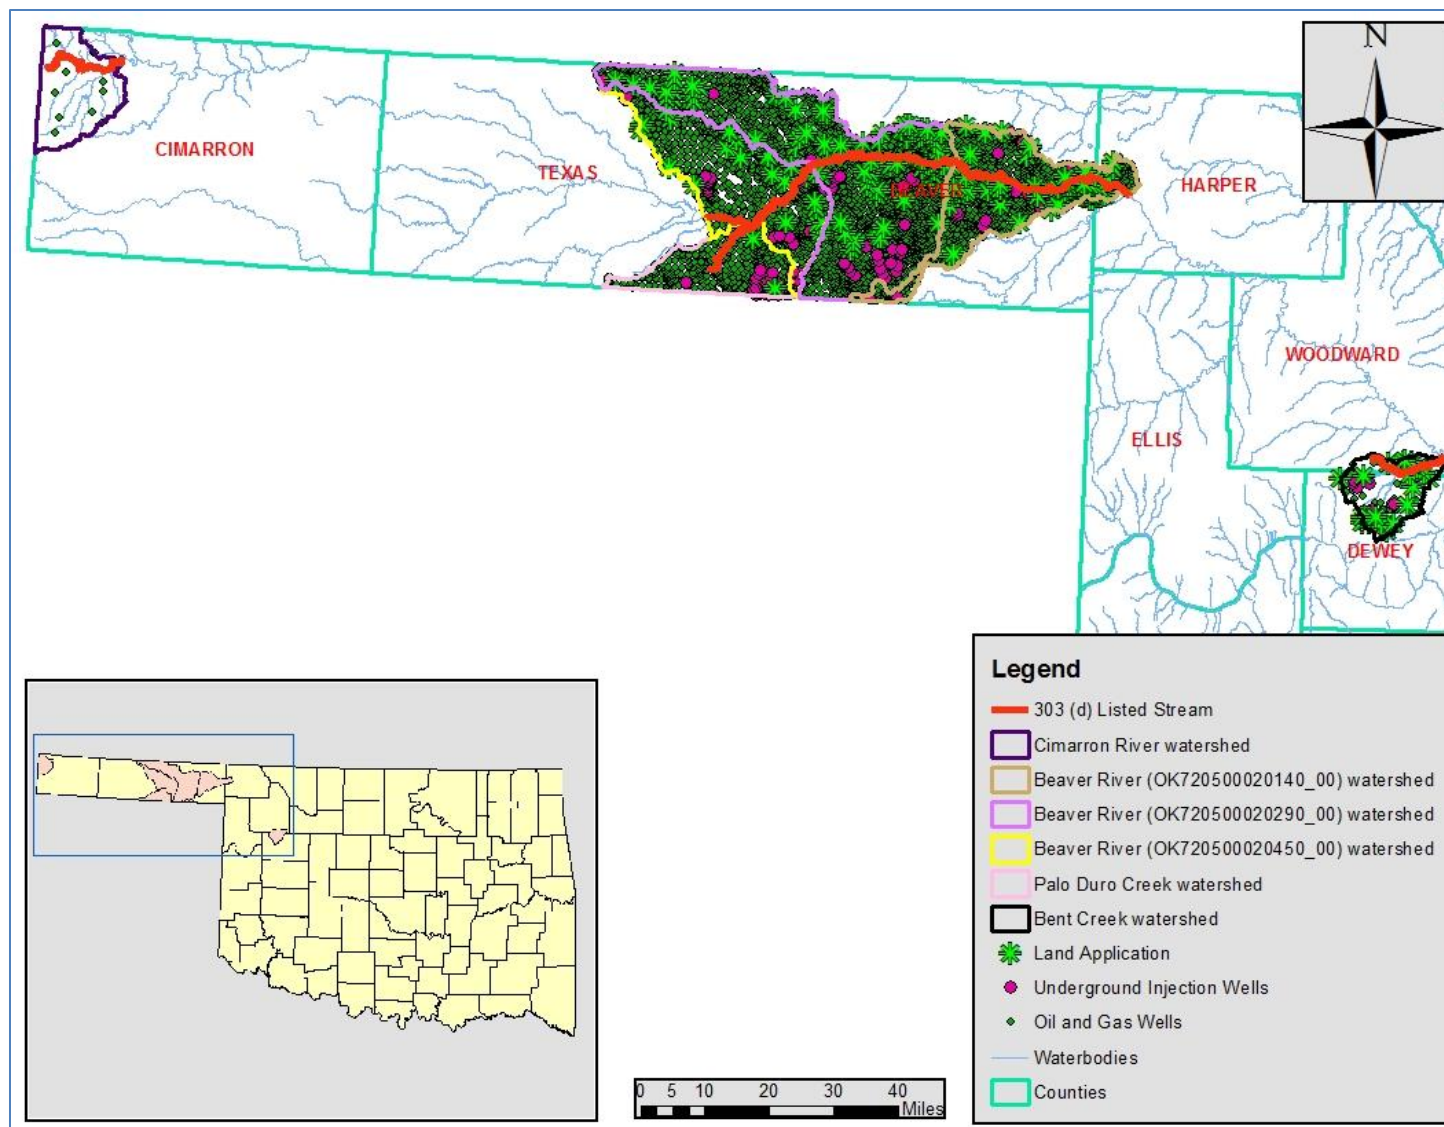 N
CIMARRON
TEXAS
BEAVER
HARPER
WOODWARD
ELLIS
DEWEY
Legend
303 (d) Listed Stream
Cimarron River watershed
Beaver River (OK720500020140_00) watershed
Beaver River (OK720500020290_00) watershed
Beaver River (OK720500020450_00) watershed
Palo Duro Creek watershed
Bent Creek watershed
Land Application
Underground Injection Wells
Oil and Gas Wells
Waterbodies
Counties
0 5 10 20 30 40
Miles